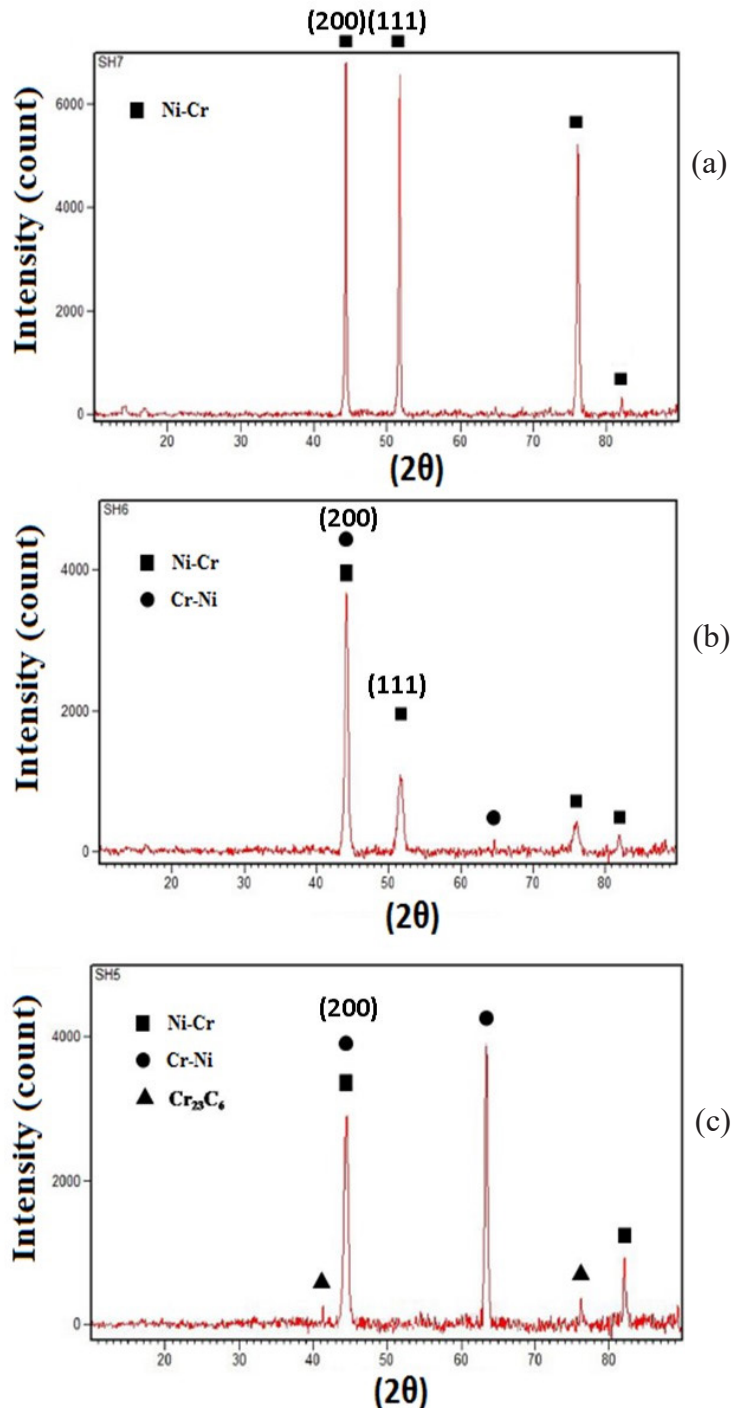 (200)(111)
SH7
Ni-Cr
6000
4000
2000
0
Intensity (count)
20 30 40 50 60 70 80
(2θ)
(a)
SH6
(200)
Ni-Cr
Cr-Ni
(111)
4000
2000
0
Intensity (count)
20 30 40 50 60 70 80
(2θ)
(b)
SH5
(200)
Ni-Cr
Cr-Ni
Cr₂₃C₆
4000
2000
0
Intensity (count)
20 30 40 50 60 70 80
(2θ)
(c)